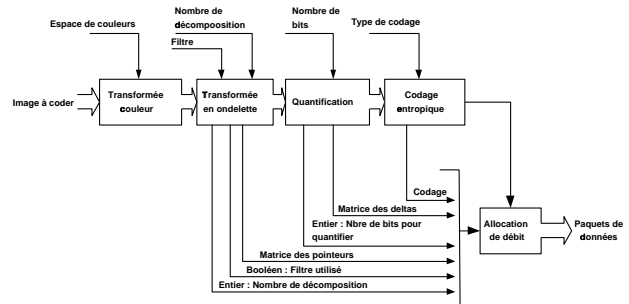 Espace de couleurs
Nombre de
décompoosition
Filtre
Nombre de
bits
Type de codage
Image à coder
Transformée
couleur
Transformée
en ondelette
Quantification
Codage
entropique
Codage
Matrice des deltas
Entier : Nbre de bits pour
quantifier
Matrice des pointeurs
Booléen : Filtre utilisé
Entier : Nombre de décomposition
Allocation
de débit
Paquets de
données